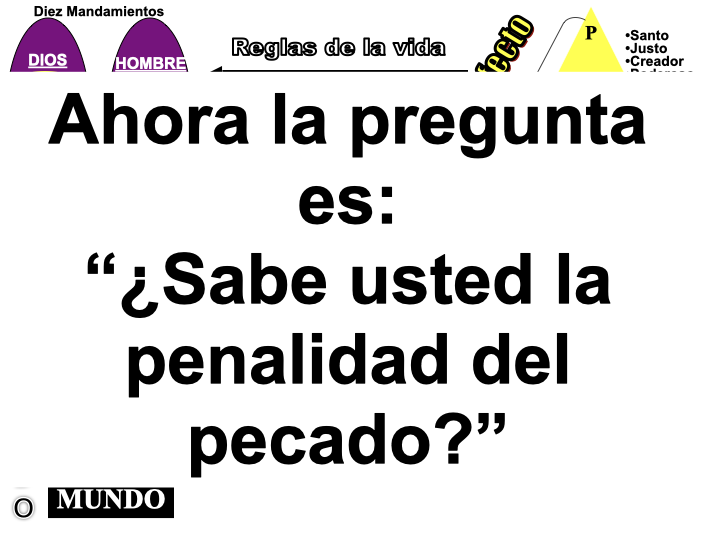 Diez Mandamientos
DIOS
HOMBRE
Reglas de la vida
P
•Santo
•Justo
•Creador
Ahora la pregunta
es:
“¿Sabe usted la
penalidad del
pecado?”
O
MUNDO